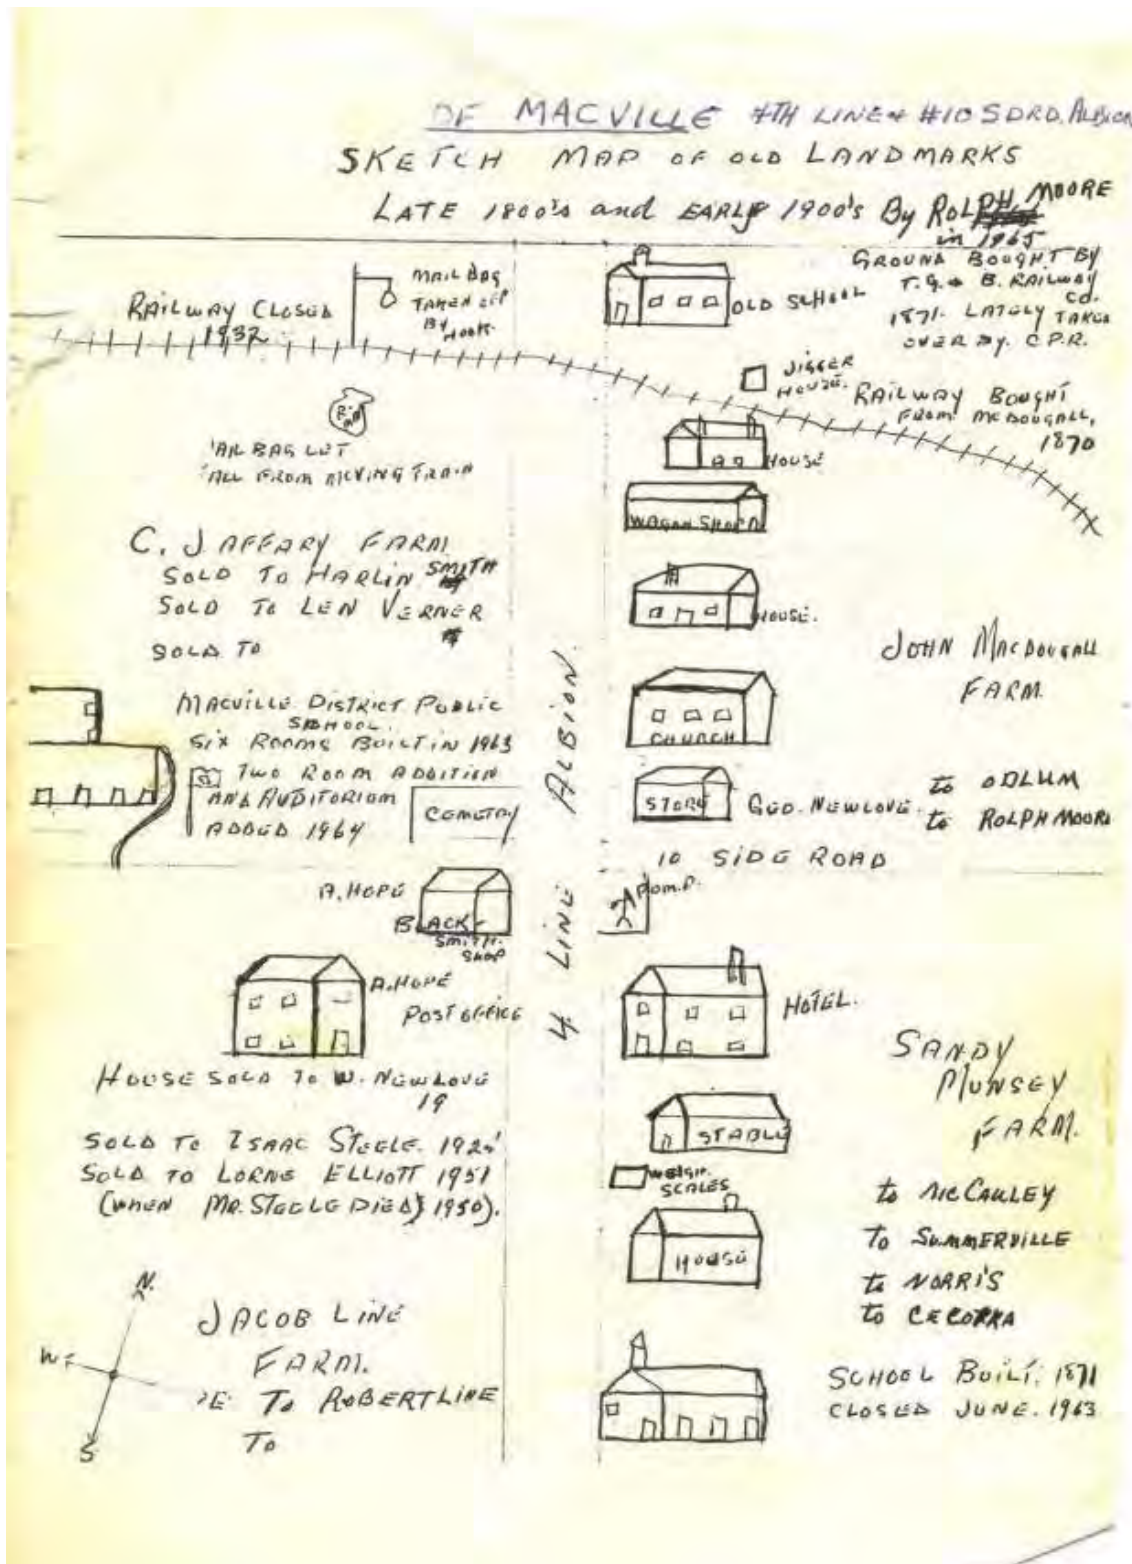 OF MACVILLE 4TH LINE & #10 SDRD. ALBION
SKETCH MAP OF OLD LANDMARKS
LATE 1800's and EARLY 1900's By ROLPH MOORE
in 1965
RAILWAY CLOSED
1932
MAIL BAG
TAKEN OFF
BY
HOOK.
OLD SCHOOL
GROUND BOUGHT BY
T.G. & B. RAILWAY
CO.
1871. LATELY TAKEN
OVER BY. C.P.R.
JIGGER
HOUSE.
RAILWAY BOUGHT
FROM MCDOUGALL,
1870
'AIL BAG LET
'ALL FROM MOVING TRAIN
HOUSE
WAGON SHOP
C. JAFFARY FARM
SOLD TO HARLIN SMITH
SOLD TO LEN VERNER
SOLD TO
HOUSE.
JOHN MACDOUGALL
FARM.
MACVILLE DISTRICT PUBLIC
SCHOOL.
SIX ROOMS BUILT IN 1963
TWO ROOM ADDITION
AND AUDITORIUM
ADDED 1964
CEMETRY
CHURCH
STORE
GEO. NEWLOVE.
to ODLUM
to ROLPH MOORE
10 SIDE ROAD
4 LINE ALBION.
A. HOPE
BLACK-
SMITH.
SHOP
PUMP.
A. HOPE
POST OFFICE
HOTEL.
HOUSE SOLD TO W. NEWLOVE
19
SOLD TO ISAAC STEELE. 1925
SOLD TO LORNE ELLIOTT 1951
(WHEN MR. STEELE DIED) 1950).
SANDY
MUNSEY
FARM.
STABLE
WEIGH.
SCALES
HOUSE
to McCAULEY
to SUMMERVILLE
to NORRIS
to
N.
W
S
JACOB LINE
FARM.
TO ROBERT LINE
TO
SCHOOL BUILT. 1871
CLOSED JUNE. 1963